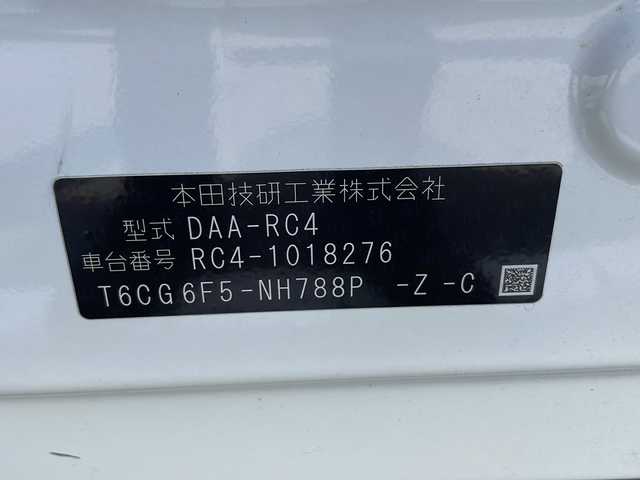 本田技研工業株式会社
型式 DAA-RC4
車台番号 RC4-1018276
T6CG6F5-NH788P -Z -C